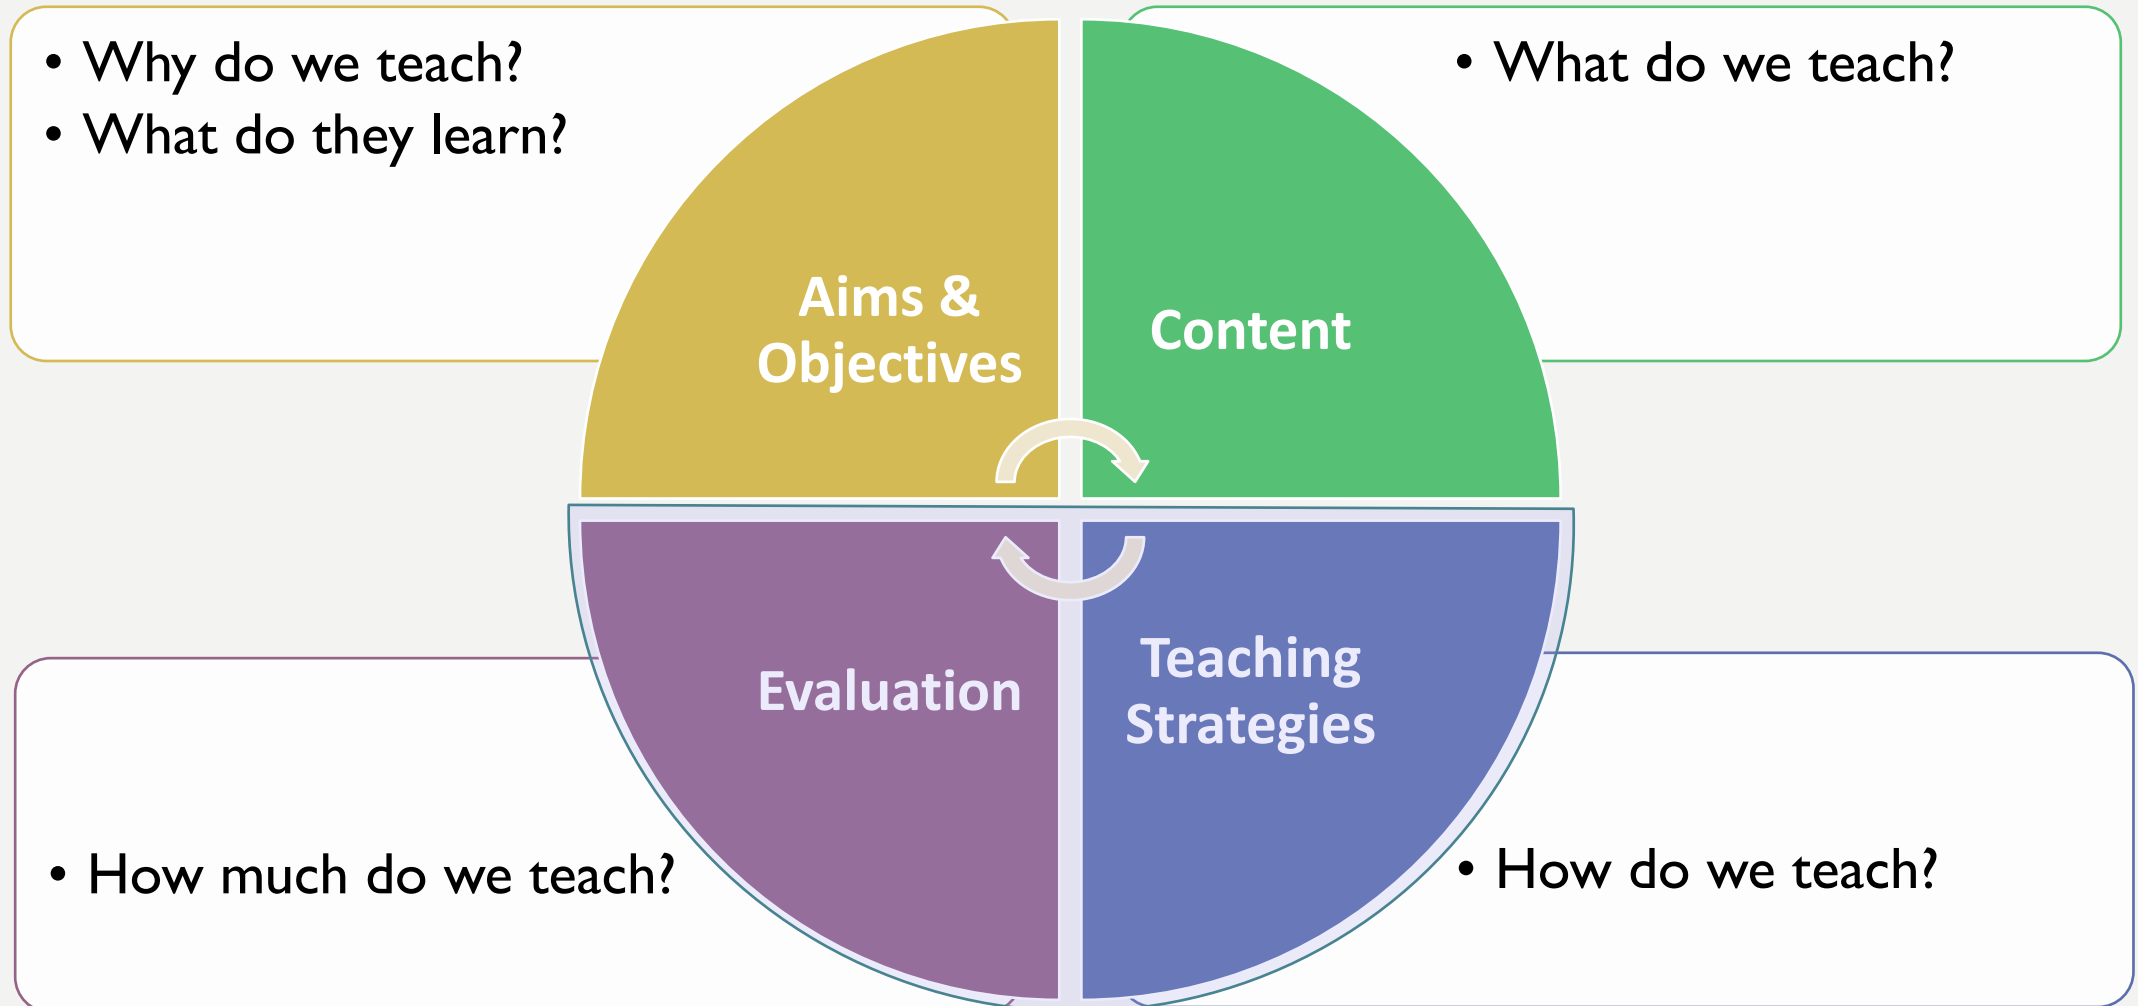 • Why do we teach?
• What do they learn?
• What do we teach?
Aims &
Objectives
Content
Evaluation
Teaching
Strategies
• How much do we teach?
• How do we teach?